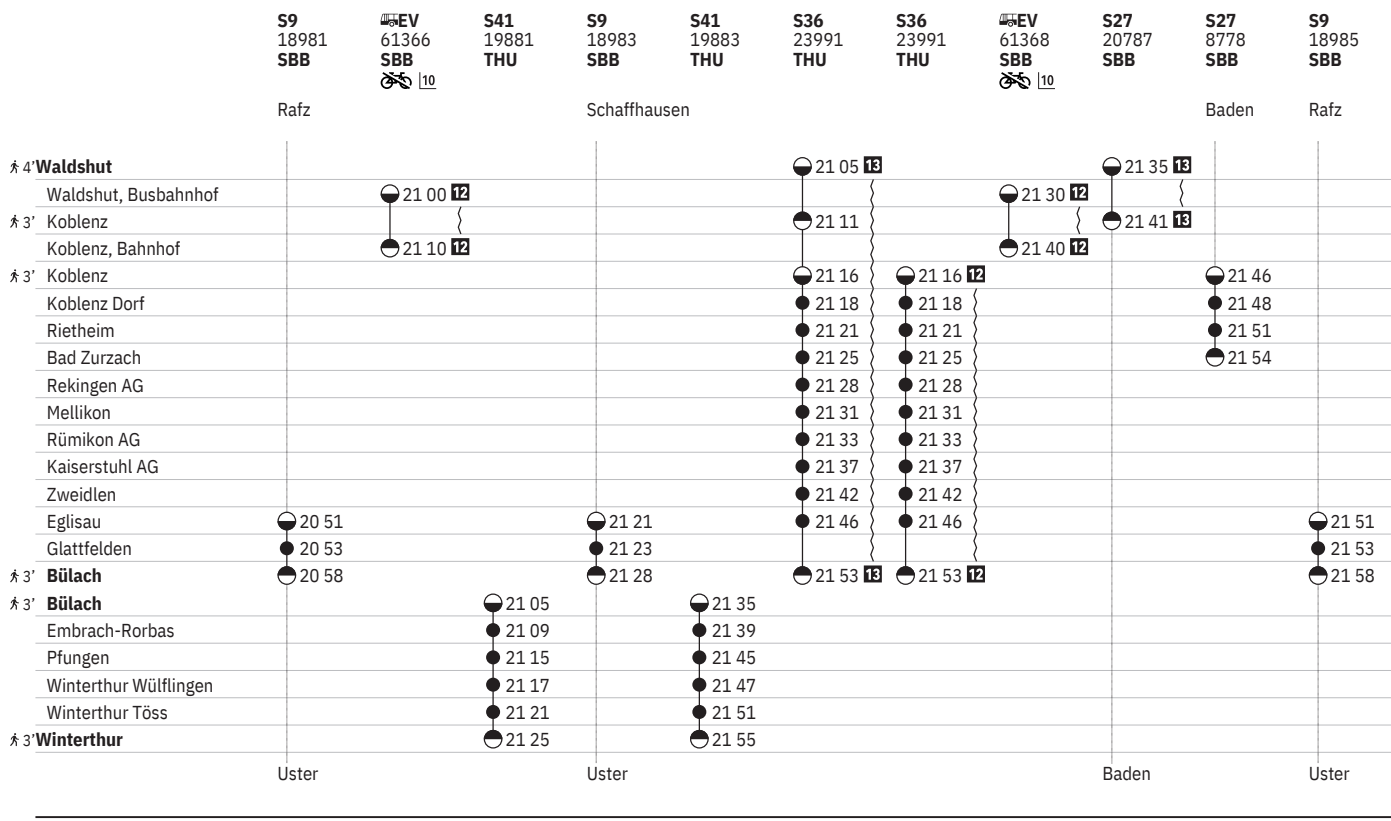 S9 EV S41 S9 S41 S36 S36 EV S27 S27 S9
18981 61366 19881 18983 19883 23991 23991 61368 20787 8778 18985
SBB SBB THU SBB THU THU THU SBB SBB SBB SBB
10 10
Rafz Schaffhausen Baden Rafz
4' Waldshut 21 05 13 21 35 13
Waldshut, Busbahnhof 21 00 12 21 30 12
3' Koblenz 21 11 21 41 13
Koblenz, Bahnhof 21 10 12 21 40 12
3' Koblenz 21 16 21 16 12 21 46
Koblenz Dorf 21 18 21 18 21 48
Rietheim 21 21 21 21 21 51
Bad Zurzach 21 25 21 25 21 54
Rekingen AG 21 28 21 28
Mellikon 21 31 21 31
Rümikon AG 21 33 21 33
Kaiserstuhl AG 21 37 21 37
Zweidlen 21 42 21 42
Eglisau 20 51 21 21 21 46 21 46 21 51
Glattfelden 20 53 21 23 21 53
3' Bülach 20 58 21 28 21 53 13 21 53 12 21 58
3' Bülach 21 05 21 35
Embrach-Rorbas 21 09 21 39
Pfungen 21 15 21 45
Winterthur Wülflingen 21 17 21 47
Winterthur Töss 21 21 21 51
3' Winterthur 21 25 21 55
Uster Uster Baden Uster